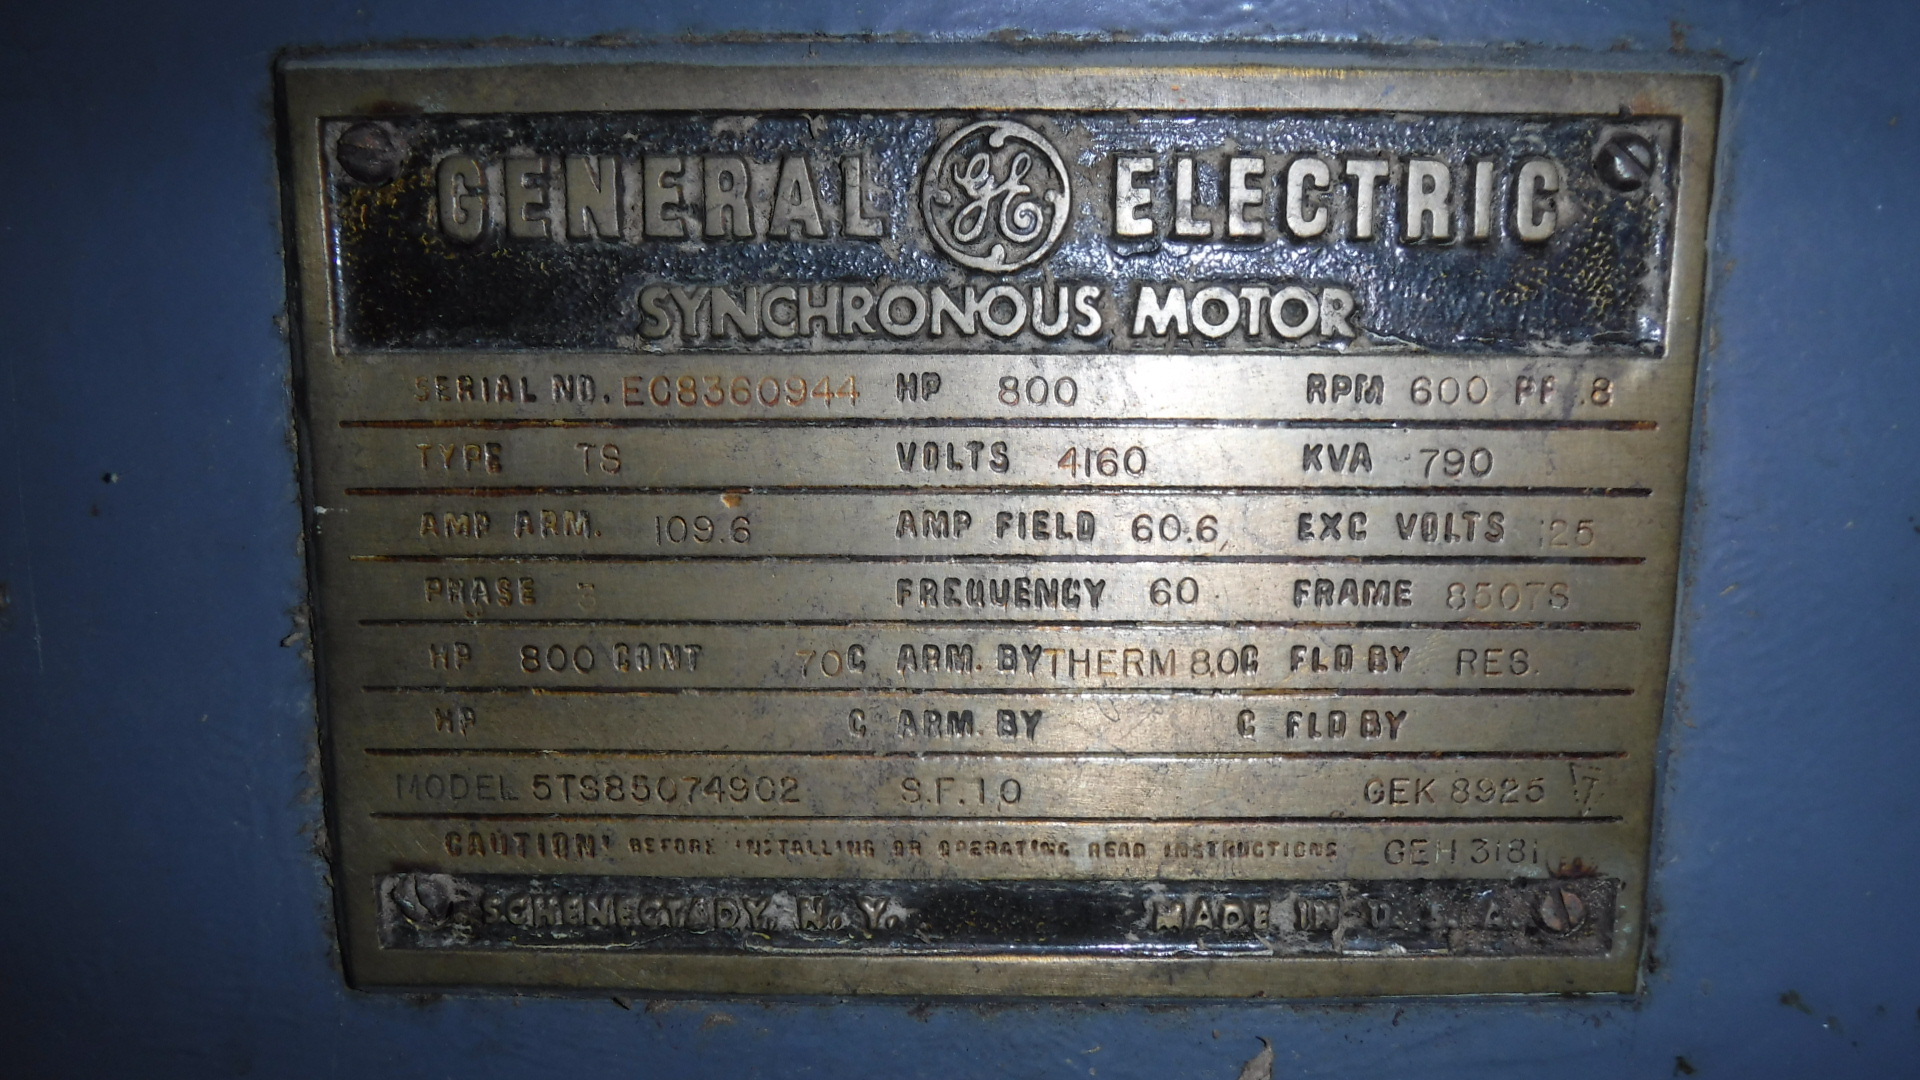 GENERAL GE ELECTRIC
SYNCHRONOUS MOTOR
SERIAL NO. EC8360944 HP 800 RPM 600 PF .8
TYPE TS VOLTS 4160 KVA 790
AMP ARM. 109.6 AMP FIELD 60.6 EXC VOLTS 125
PHASE 3 FREQUENCY 60 FRAME 8507S
HP 800 CONT 70C ARM. BY THERM 80C FLD BY RES.
HP C ARM. BY C FLD BY
MODEL 5TS85074902 S.F. 1.0 GEK 8925
CAUTION! BEFORE INSTALLING OR OPERATING READ INSTRUCTIONS GEH 3181
SCHENECTADY, N. Y. MADE IN U.S.A.